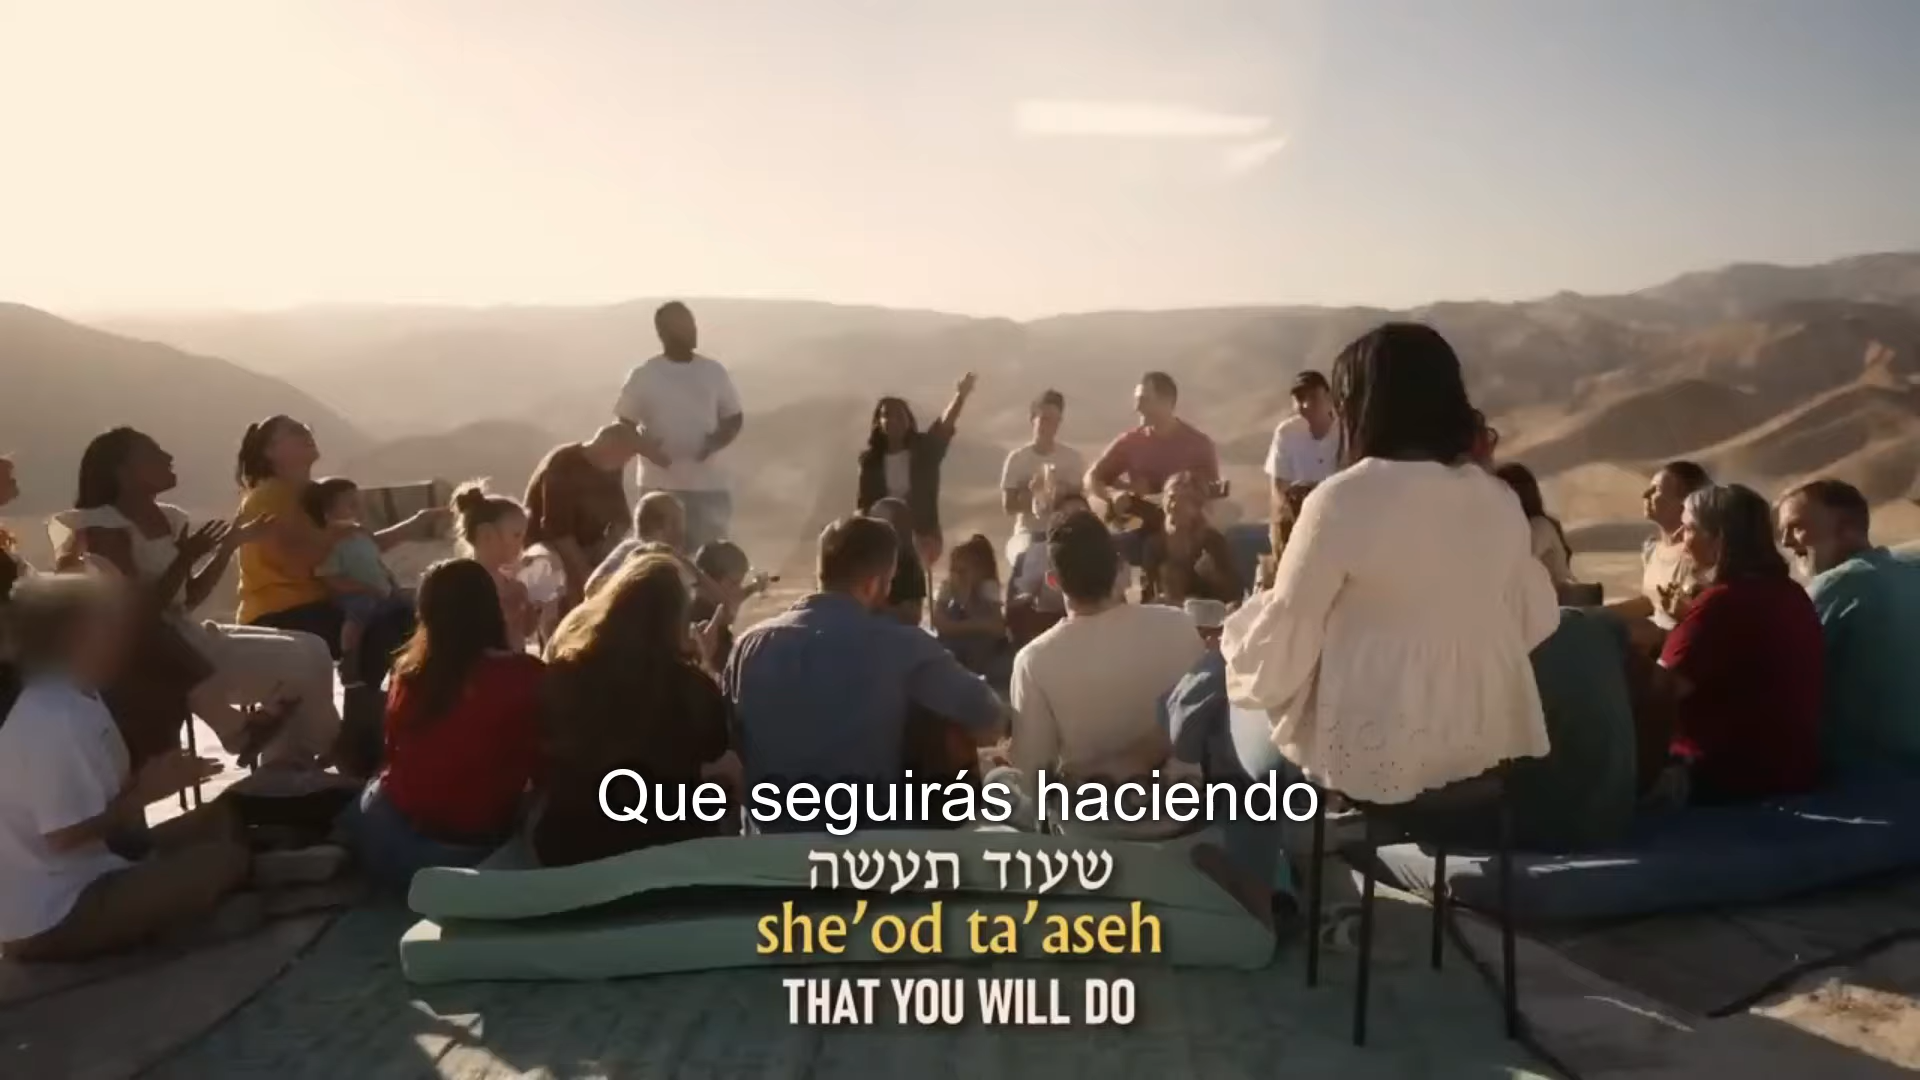 Que seguirás haciendo
שעוד תעשה
she’od ta’aseh
THAT YOU WILL DO